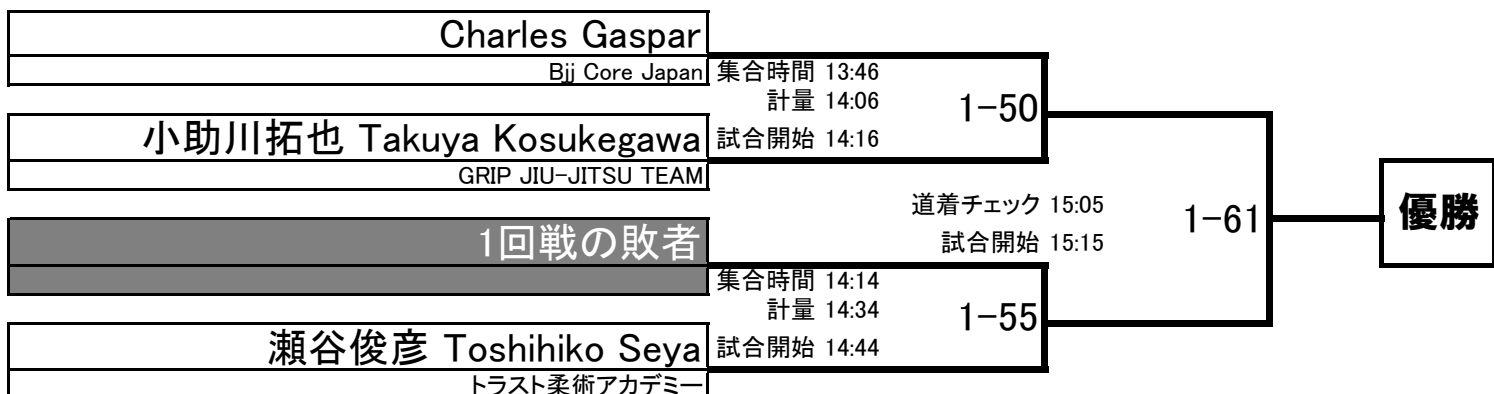 Charles Gaspar
Bjj Core Japan
集合時間 13:46
計量 14:06
1-50
小助川拓也 Takuya Kosukegawa
試合開始 14:16
GRIP JIU-JITSU TEAM
道着チェック 15:05
1-61
優勝
1回戦の敗者
試合開始 15:15
集合時間 14:14
計量 14:34
1-55
瀬谷俊彦 Toshihiko Seya
試合開始 14:44
トラスト柔術アカデミー